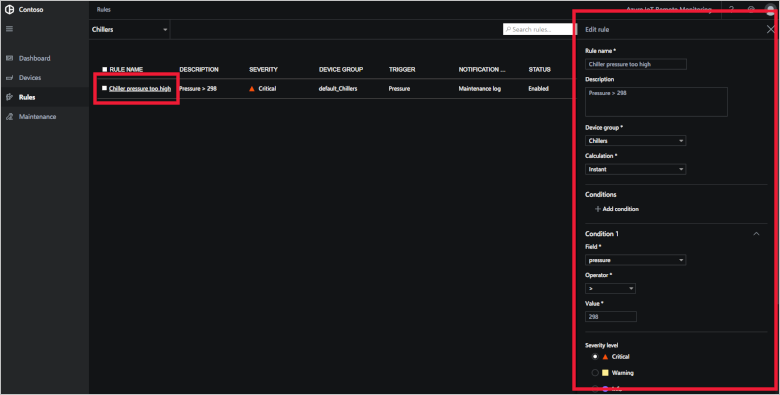 Contoso
Rules
Azure IoT Remote Monitoring
?
Dashboard
Devices
Rules
Maintenance
Chillers
Search rules...
RULE NAME DESCRIPTION SEVERITY DEVICE GROUP TRIGGER NOTIFICATION ... STATUS
Chiller pressure too high Pressure > 298 Critical default_Chillers Pressure Maintenance log Enabled
Edit rule
Rule name *
Chiller pressure too high
Description
Pressure > 298
Device group *
Chillers
Calculation *
Instant
Conditions
+ Add condition
Condition 1
Field *
pressure
Operator *
>
Value *
298
Severity level
Critical
Warning